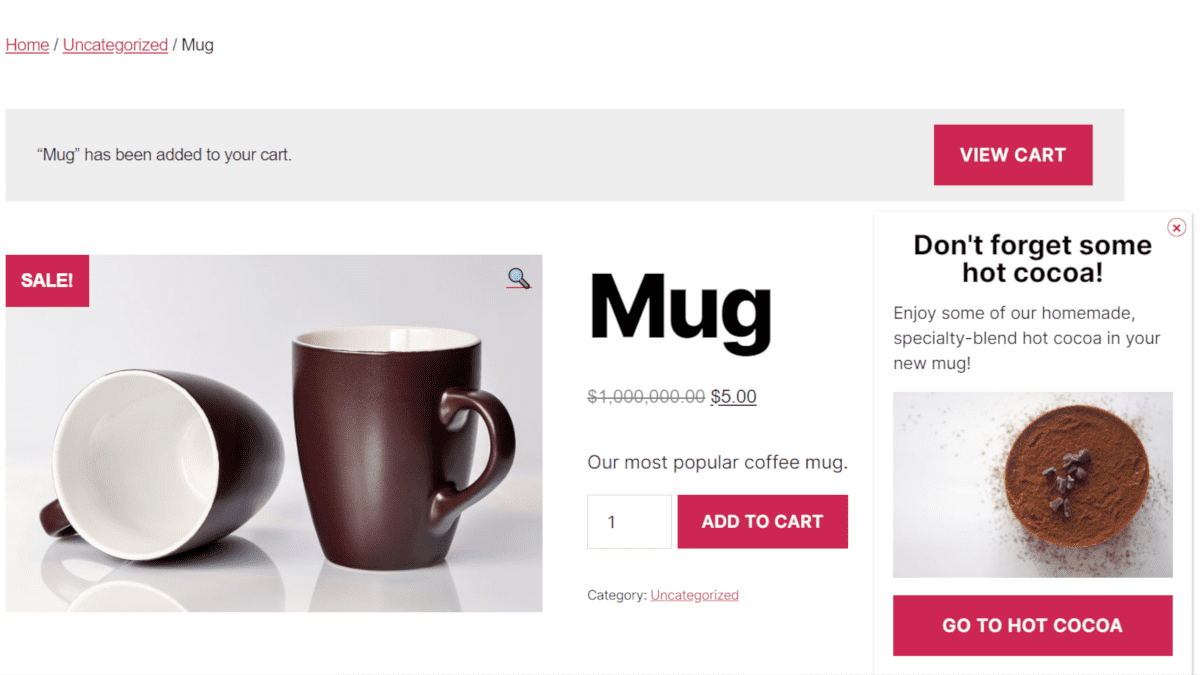 Home / Uncategorized / Mug
“Mug” has been added to your cart.
VIEW CART
SALE!
Mug
$1,000,000.00 $5.00
Our most popular coffee mug.
1
ADD TO CART
Category: Uncategorized
Don't forget some
hot cocoa!
Enjoy some of our homemade,
specialty-blend hot cocoa in your
new mug!
GO TO HOT COCOA